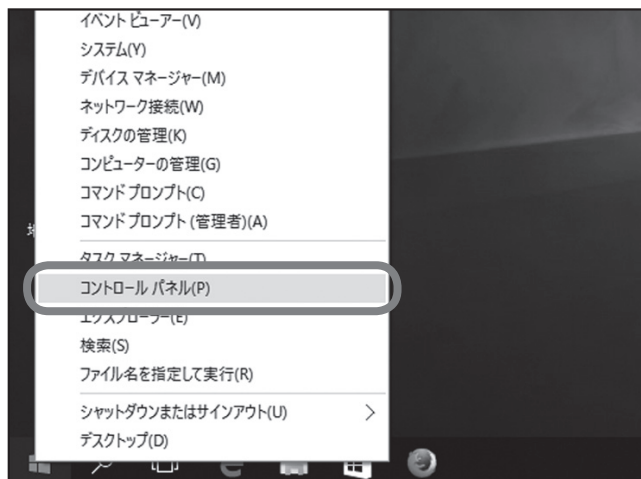 イベント ビューアー(V)
システム(Y)
デバイス マネージャー(M)
ネットワーク接続(W)
ディスクの管理(K)
コンピューターの管理(G)
コマンド プロンプト(C)
コマンド プロンプト (管理者)(A)
タスク マネージャー(T)
コントロール パネル(P)
エクスプローラー(E)
検索(S)
ファイル名を指定して実行(R)
シャットダウンまたはサインアウト(U)
デスクトップ(D)